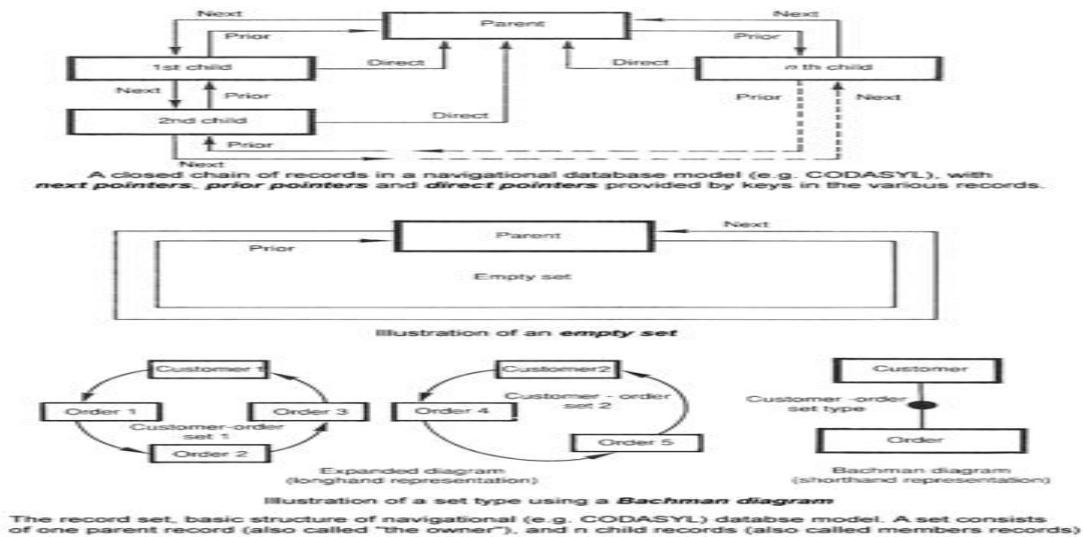 Parent
Next
Next
Prior
Prior
1st child
Direct
Direct
n th child
Next
Prior
Prior
Next
2nd child
Direct
Prior
Prior
Next
A closed chain of records in a navigational database model (e.g. CODASYL), with
next pointers, prior pointers and direct pointers provided by keys in the various records.
Parent
Next
Prior
Empty set
Illustration of an empty set
Customer 1
Order 1
Order 3
Customer-order
set 1
Order 2
Customer2
Customer - order
set 2
Order 4
Order 5
Expanded diagram
(longhand representation)
Customer
Customer -order
set type
Order
Bachman diagram
(shorthand representation)
Illustration of a set type using a Bachman diagram
The record set, basic structure of navigational (e.g. CODASYL) databse model. A set consists
of one parent record (also called "the owner"), and n child records (also called members records)